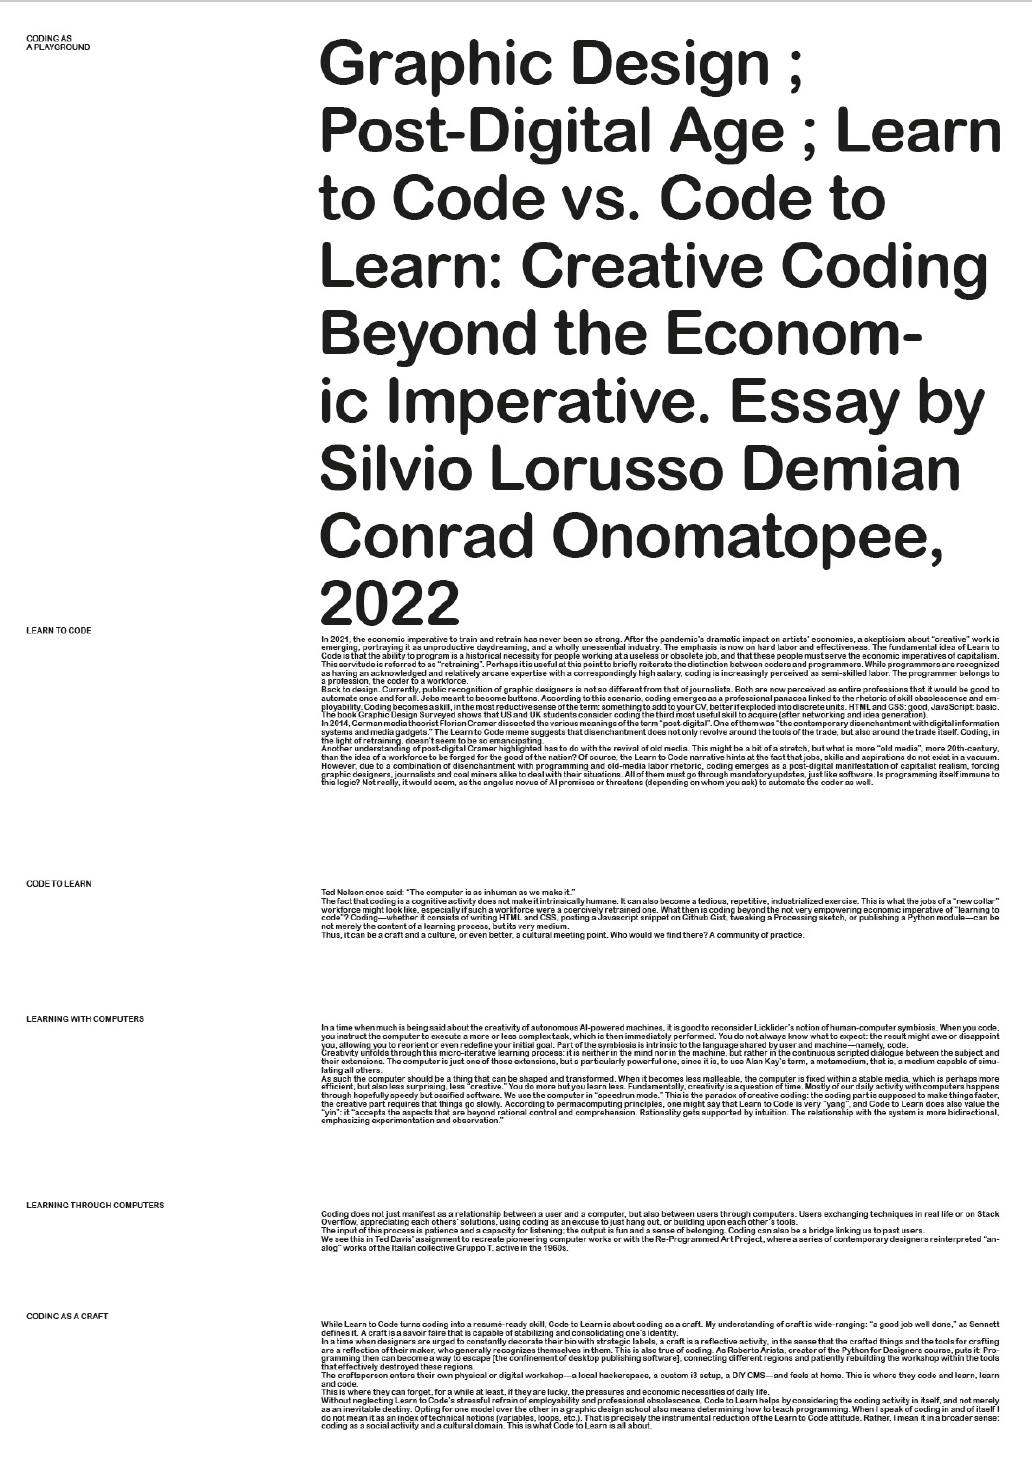 CODING AS
A PLAYGROUND
Graphic Design ;
Post-Digital Age ; Learn
to Code vs. Code to
Learn: Creative Coding
Beyond the Econom-
ic Imperative. Essay by
Silvio Lorusso Demian
Conrad Onomatopee,
2022
LEARN TO CODE
In 2021, the economic imperative to train and retrain has never been so strong. After the pandemic's dramatic impact on artists' economies, a skepticism about "creative" work is
emerging, portraying it as unproductive daydreaming, and a wholly unessential industry. The emphasis is now on hard labor and effectiveness. The fundamental idea of Learn to
Code is that the ability to program is a historical necessity for people working at a useless or obsolete job, and that these people must serve the economic imperatives of capitalism.
This servitude is referred to as "retraining". Perhaps it is useful at this point to briefly reiterate the distinction between coders and programmers. While programmers are recognized
as having an acknowledged and relatively arcane expertise with a correspondingly high salary, coding is increasingly perceived as semi-skilled labor. The programmer belongs to
a profession, the coder to a workforce.
Back to design. Currently, public recognition of graphic designers is not so different from that of journalists. Both are now perceived as entire professions that it would be good to
automate once and for all. Jobs meant to become buttons. According to this scenario, coding emerges as a professional panacea linked to the rhetoric of skill obsolescence and em-
ployability. Coding becomes a skill, in the most reductive sense of the term: something to add to your CV, better if exploded into discrete units. HTML and CSS: good, JavaScript: basic.
The book Graphic Design Surveyed shows that US and UK students consider coding the third most useful skill to acquire (after networking and idea generation).
In 2014, German media theorist Florian Cramer dissected the various meanings of the term "post-digital". One of them was "the contemporary disenchantment with digital information
systems and media gadgets." The Learn to Code meme suggests that disenchantment does not only revolve around the tools of the trade, but also around the trade itself. Coding, in
the light of retraining, doesn't seem to be so emancipating.
Another understanding of post-digital Cramer highlighted has to do with the revival of old media. This might be a bit of a stretch, but what is more "old media", more 20th-century,
than the idea of a workforce to be forged for the good of the nation? Of course, the Learn to Code narrative hints at the fact that jobs, skills and aspirations do not exist in a vacuum.
However, due to a combination of disenchantment with programming and old-media labor rhetoric, coding emerges as a post-digital manifestation of capitalist realism, forcing
graphic designers, journalists and coal miners alike to deal with their situations. All of them must go through mandatory updates, just like software. Is programming itself immune to
this logic? Not really, it would seem, as the angelus novus of AI promises or threatens (depending on whom you ask) to automate the coder as well.
CODE TO LEARN
Ted Nelson once said: "The computer is as inhuman as we make it."
The fact that coding is a cognitive activity does not make it intrinsically humane. It can also become a tedious, repetitive, industrialized exercise. This is what the jobs of a "new collar"
workforce might look like, especially if such a workforce were a coercively retrained one. What then is coding beyond the not very empowering economic imperative of "learning to
code"? Coding—whether it consists of writing HTML and CSS, posting a Javascript snippet on Github Gist, tweaking a Processing sketch, or publishing a Python module—can be
not merely the content of a learning process, but its very medium.
Thus, it can be a craft and a culture, or even better, a cultural meeting point. Who would we find there? A community of practice.
LEARNING WITH COMPUTERS
In a time when much is being said about the creativity of autonomous AI-powered machines, it is good to reconsider Licklider's notion of human-computer symbiosis. When you code,
you instruct the computer to execute a more or less complex task, which is then immediately performed. You do not always know what to expect: the result might awe or disappoint
you, allowing you to reorient or even redefine your initial goal. Part of the symbiosis is intrinsic to the language shared by user and machine—namely, code.
Creativity unfolds through this micro-iterative learning process: it is neither in the mind nor in the machine, but rather in the continuous scripted dialogue between the subject and
their extensions. The computer is just one of those extensions, but a particularly powerful one, since it is, to use Alan Kay's term, a metamedium, that is, a medium capable of simu-
lating all others.
As such the computer should be a thing that can be shaped and transformed. When it becomes less malleable, the computer is fixed within a stable media, which is perhaps more
efficient, but also less surprising, less "creative." You do more but you learn less. Fundamentally, creativity is a question of time. Mostly of our daily activity with computers happens
through hopefully speedy but ossified software. We use the computer in "speedrun mode." This is the paradox of creative coding: the coding part is supposed to make things faster,
the creative part requires that things go slowly. According to permacomputing principles, one might say that Learn to Code is very "yang", and Code to Learn does also value the
"yin": it "accepts the aspects that are beyond rational control and comprehension. Rationality gets supported by intuition. The relationship with the system is more bidirectional,
emphasizing experimentation and observation."
LEARNING THROUGH COMPUTERS
Coding does not just manifest as a relationship between a user and a computer, but also between users through computers. Users exchanging techniques in real life or on Stack
Overflow, appreciating each others' solutions, using coding as an excuse to just hang out, or building upon each other's tools.
The input of this process is patience and a capacity for listening; the output is fun and a sense of belonging. Coding can also be a bridge linking us to past users.
We see this in Ted Davis' assignment to recreate pioneering computer works or with the Re-Programmed Art Project, where a series of contemporary designers reinterpreted "an-
alog" works of the Italian collective Gruppo T, active in the 1960s.
CODING AS A CRAFT
While Learn to Code turns coding into a resumé-ready skill, Code to Learn is about coding as a craft. My understanding of craft is wide-ranging: "a good job well done," as Sennett
defines it. A craft is a savoir faire that is capable of stabilizing and consolidating one's identity.
In a time when designers are urged to constantly decorate their bio with strategic labels, a craft is a reflective activity, in the sense that the crafted things and the tools for crafting
are a reflection of their maker, who generally recognizes themselves in them. This is also true of coding. As Roberto Arista, creator of the Python for Designers course, puts it: Pro-
gramming then can become a way to escape [the confinement of desktop publishing software], connecting different regions and patiently rebuilding the workshop within the tools
that effectively destroyed these regions.
The craftsperson enters their own physical or digital workshop—a local hackerspace, a custom i3 setup, a DIY CMS—and feels at home. This is where they code and learn, learn
and code.
This is where they can forget, for a while at least, if they are lucky, the pressures and economic necessities of daily life.
Without neglecting Learn to Code's stressful refrain of employability and professional obsolescence, Code to Learn helps by considering the coding activity in itself, and not merely
as an inevitable destiny. Opting for one model over the other in a graphic design school also means determining how to teach programming. When I speak of coding in and of itself I
do not mean it as an index of technical notions (variables, loops, etc.). That is precisely the instrumental reduction of the Learn to Code attitude. Rather, I mean it in a broader sense:
coding as a social activity and a cultural domain. This is what Code to Learn is all about.